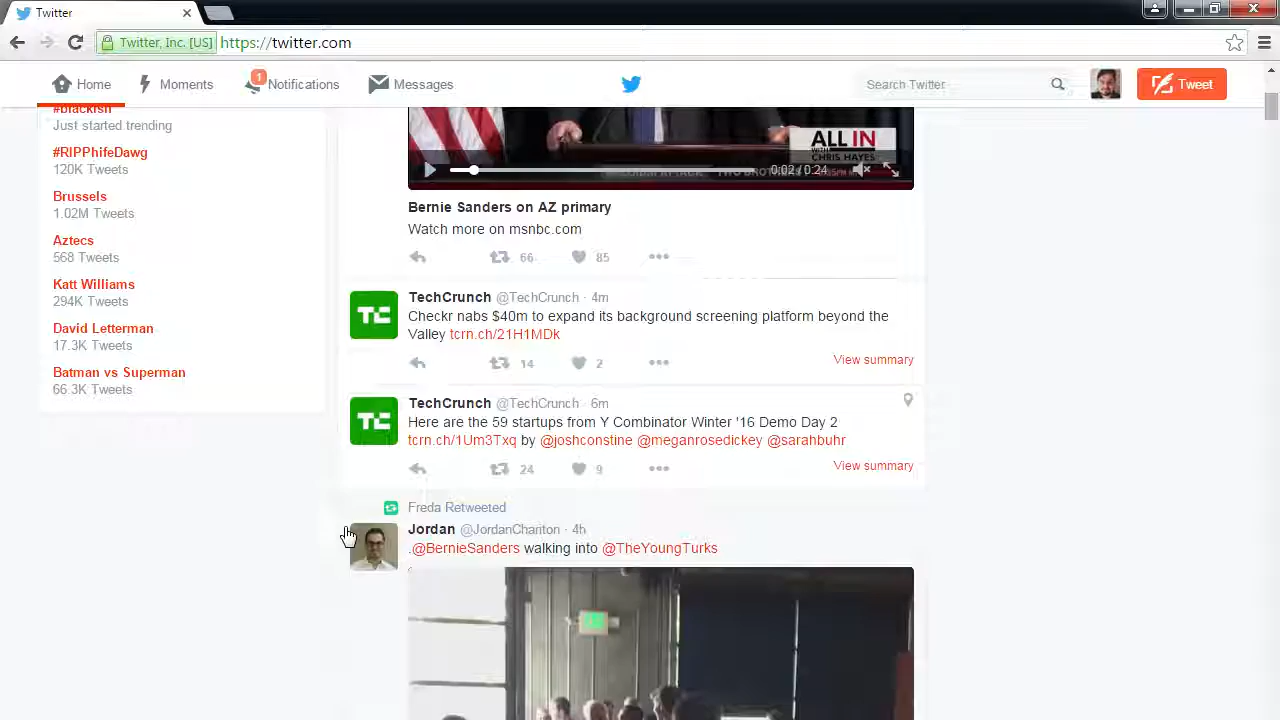 Twitter
Twitter, Inc. [US] https://twitter.com
Home
Moments
1
Notifications
Messages
Search Twitter
Tweet
#blackish
Just started trending
#RIPPhifeDawg
120K Tweets
Brussels
1.02M Tweets
Aztecs
568 Tweets
Katt Williams
294K Tweets
David Letterman
17.3K Tweets
Batman vs Superman
66.3K Tweets
ALL IN
WITH
CHRIS HAYES
0:02 / 0:24
Bernie Sanders on AZ primary
Watch more on msnbc.com
66 85
TC
TechCrunch @TechCrunch · 4m
Checkr nabs $40m to expand its background screening platform beyond the
Valley tcrn.ch/21H1MDk
14 2
View summary
TC
TechCrunch @TechCrunch · 6m
Here are the 59 startups from Y Combinator Winter '16 Demo Day 2
tcrn.ch/1Um3Txq by @joshconstine @meganrosedickey @sarahbuhr
24 9
View summary
Freda Retweeted
Jordan @JordanChariton · 4h
.@BernieSanders walking into @TheYoungTurks